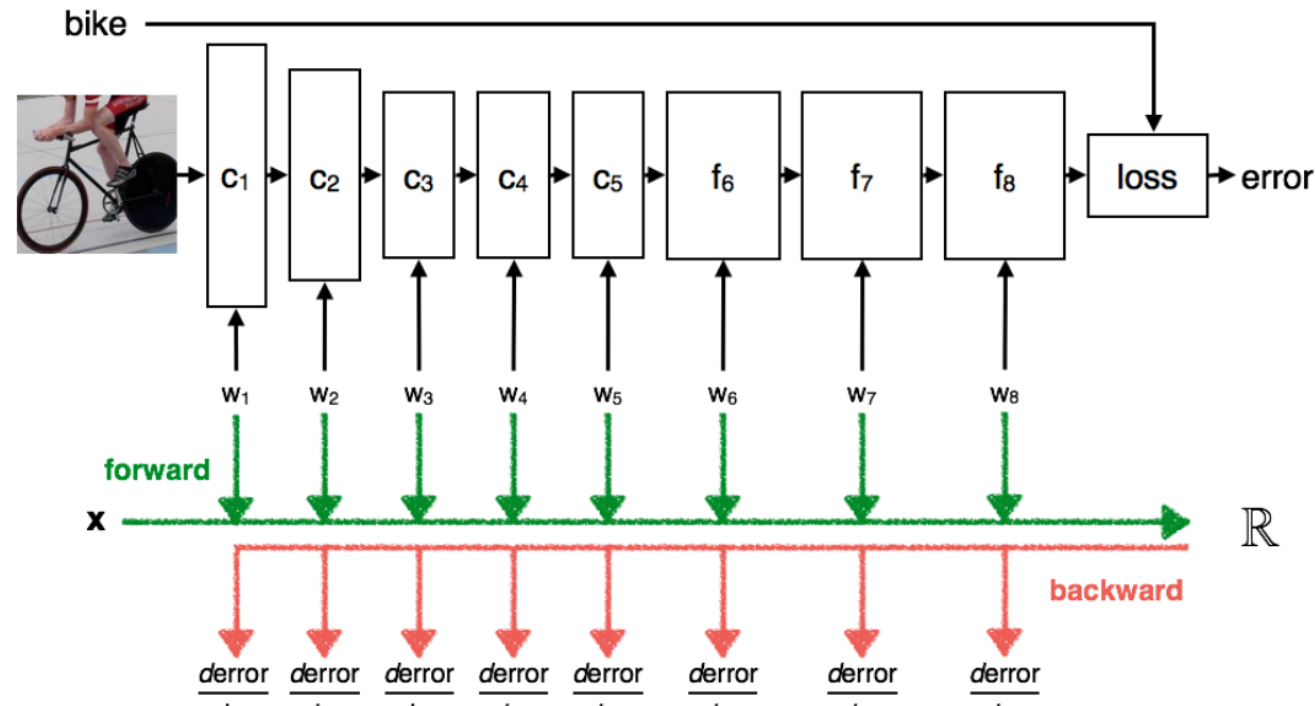 bike
c₁ c₂ c₃ c₄ c₅ f₆ f₇ f₈ loss error
w₁ w₂ w₃ w₄ w₅ w₆ w₇ w₈
forward
x ℝ
backward
derror derror derror derror derror derror derror derror